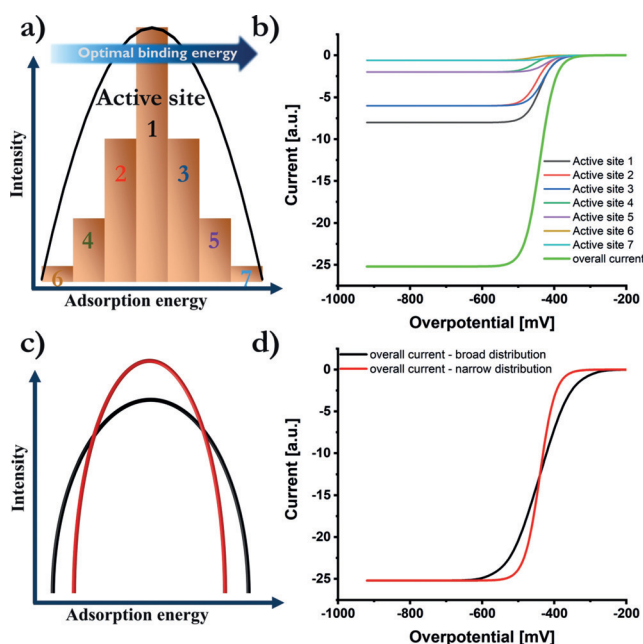 a)
Optimal binding energy
Active site
1
2
3
4
5
6
7
Intensity
Adsorption energy
b)
0
-5
-10
-15
-20
-25
Current [a.u.]
Active site 1
Active site 2
Active site 3
Active site 4
Active site 5
Active site 6
Active site 7
overall current
-1000
-800
-600
-400
-200
Overpotential [mV]
c)
Intensity
Adsorption energy
d)
overall current - broad distribution
overall current - narrow distribution
0
-5
-10
-15
-20
-25
Current [a.u.]
-1000
-800
-600
-400
-200
Overpotential [mV]